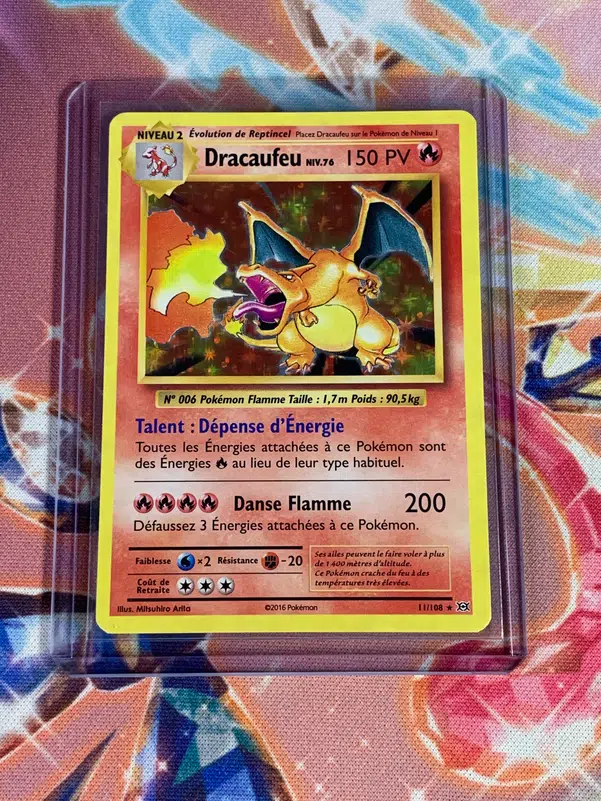 NIVEAU 2 Évolution de Reptincel Placez Dracaufeu sur le Pokémon de Niveau 1
Dracaufeu NIV.76 150 PV
N° 006 Pokémon Flamme Taille : 1,7 m Poids : 90,5 kg
Talent : Dépense d'Énergie
Toutes les Énergies attachées à ce Pokémon sont
des Énergies au lieu de leur type habituel.
Danse Flamme 200
Défaussez 3 Énergies attachées à ce Pokémon.
Faiblesse ×2 Résistance -20
Coût de
Retraite
Ses ailes peuvent le faire voler à plus
de 1 400 mètres d'altitude.
Ce Pokémon crache du feu à des
températures très élevées.
Illus. Mitsuhiro Arita ©2016 Pokémon 11/108 ★